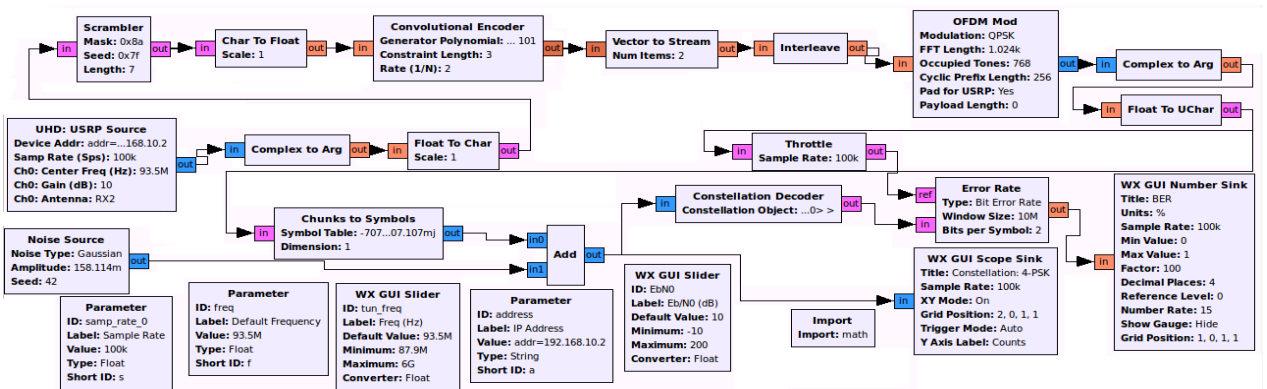 Scrambler
in
Mask: 0x8a
out
Seed: 0x7f
Length: 7
Char To Float
in
Scale: 1
out
Convolutional Encoder
Generator Polynomial: ... 101
in
Constraint Length: 3
out
Rate (1/N): 2
Vector to Stream
in
Num Items: 2
out
in
Interleave
out
OFDM Mod
Modulation: QPSK
FFT Length: 1.024k
Occupied Tones: 768
in
Cyclic Prefix Length: 256
out
Pad for USRP: Yes
Payload Length: 0
in
Complex to Arg
out
in
Float To UChar
out
UHD: USRP Source
Device Addr: addr=...168.10.2
Samp Rate (Sps): 100k
Ch0: Center Freq (Hz): 93.5M
out
Ch0: Gain (dB): 10
Ch0: Antenna: RX2
in
Complex to Arg
out
Float To Char
in
Scale: 1
out
Throttle
in
Sample Rate: 100k
out
Constellation Decoder
in
Constellation Object: ...0> >
out
Error Rate
ref
Type: Bit Error Rate
Window Size: 10M
out
in
Bits per Symbol: 2
WX GUI Number Sink
Title: BER
Units: %
Sample Rate: 100k
Min Value: 0
Max Value: 1
in
Factor: 100
Decimal Places: 4
Reference Level: 0
Number Rate: 15
Show Gauge: Hide
Grid Position: 1, 0, 1, 1
Noise Source
Noise Type: Gaussian
Amplitude: 158.114m
out
Seed: 42
Chunks to Symbols
in
Symbol Table: -707...07.107mj
out
Dimension: 1
in0
Add
out
in1
WX GUI Slider
ID: EbN0
Label: Eb/N0 (dB)
Default Value: 10
Minimum: -10
Maximum: 200
Converter: Float
WX GUI Scope Sink
Title: Constellation: 4-PSK
Sample Rate: 100k
in
XY Mode: On
Grid Position: 2, 0, 1, 1
Trigger Mode: Auto
Y Axis Label: Counts
Parameter
ID: samp_rate_0
Label: Sample Rate
Value: 100k
Type: Float
Short ID: s
Parameter
ID: freq
Label: Default Frequency
Value: 93.5M
Type: Float
Short ID: f
WX GUI Slider
ID: tun_freq
Label: Freq (Hz)
Default Value: 93.5M
Minimum: 87.9M
Maximum: 6G
Converter: Float
Parameter
ID: address
Label: IP Address
Value: addr=192.168.10.2
Type: String
Short ID: a
Import
Import: math